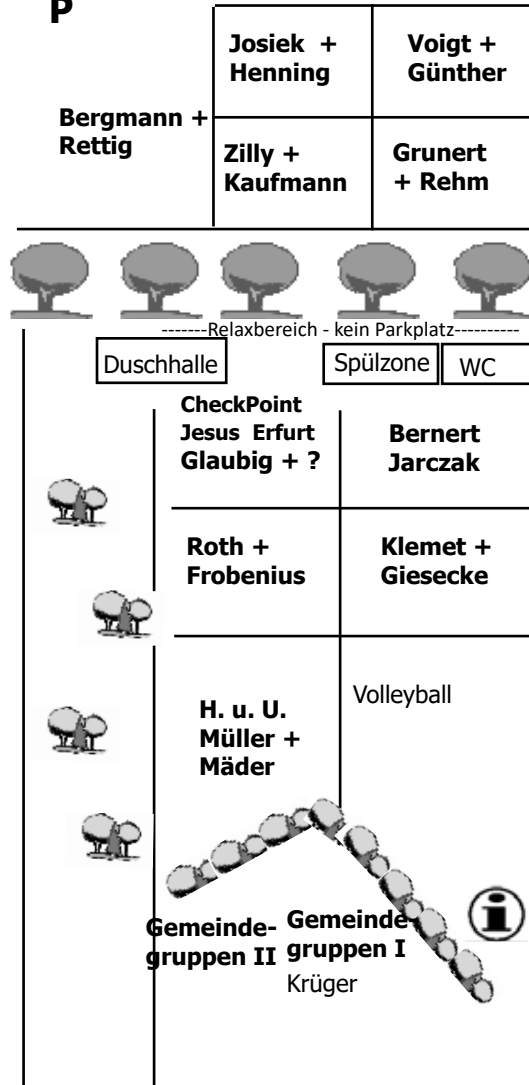 P
Josiek +
Henning
Voigt +
Günther
Bergmann +
Rettig
Zilly +
Kaufmann
Grunert
+ Rehm
-------Relaxbereich - kein Parkplatz----------
Duschhalle
Spülzone
WC
CheckPoint
Jesus Erfurt
Glaubig + ?
Bernert
Jarczak
Roth +
Frobenius
Klemet +
Giesecke
H. u. U.
Müller +
Mäder
Volleyball
Gemeinde-
gruppen II
Gemeinde-
gruppen I
Krüger
i